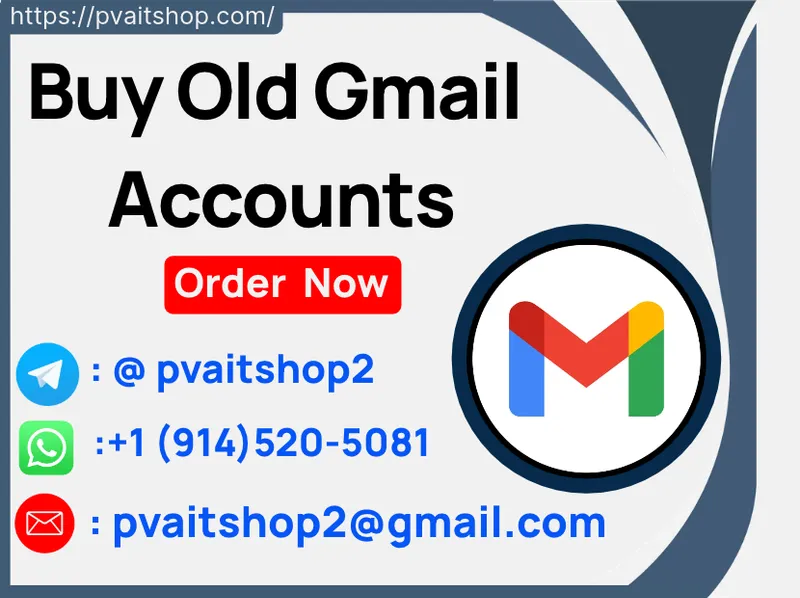 https://pvaitshop.com/
Buy Old Gmail
Accounts
Order Now
: @ pvaitshop2
:+1 (914)520-5081
: pvaitshop2@gmail.com